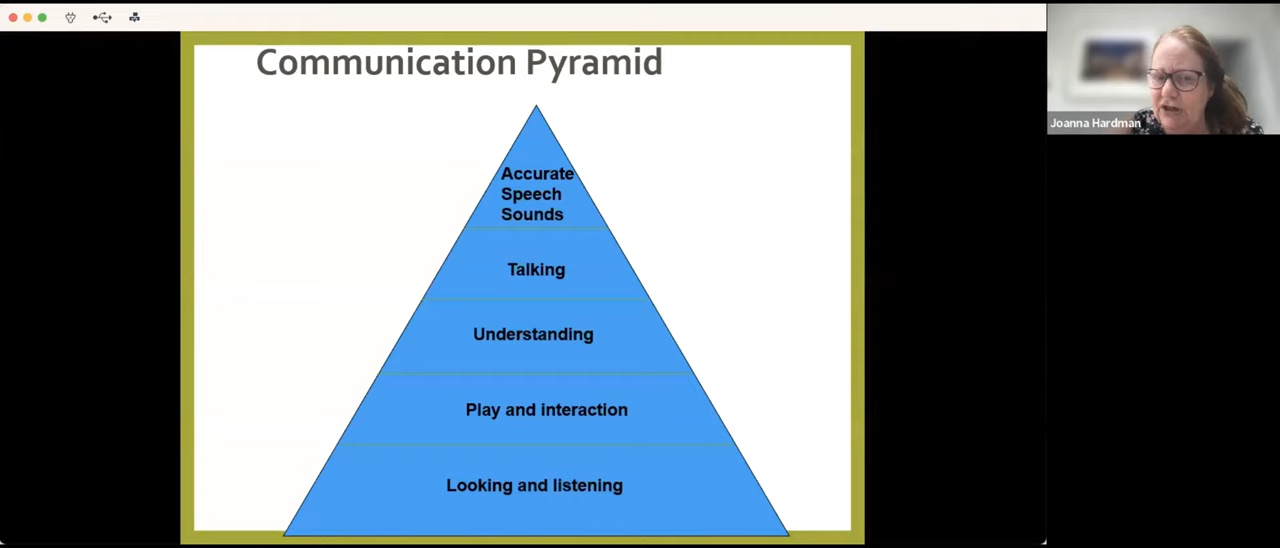 Communication Pyramid
Accurate
Speech
Sounds
Talking
Understanding
Play and interaction
Looking and listening
Joanna Hardman